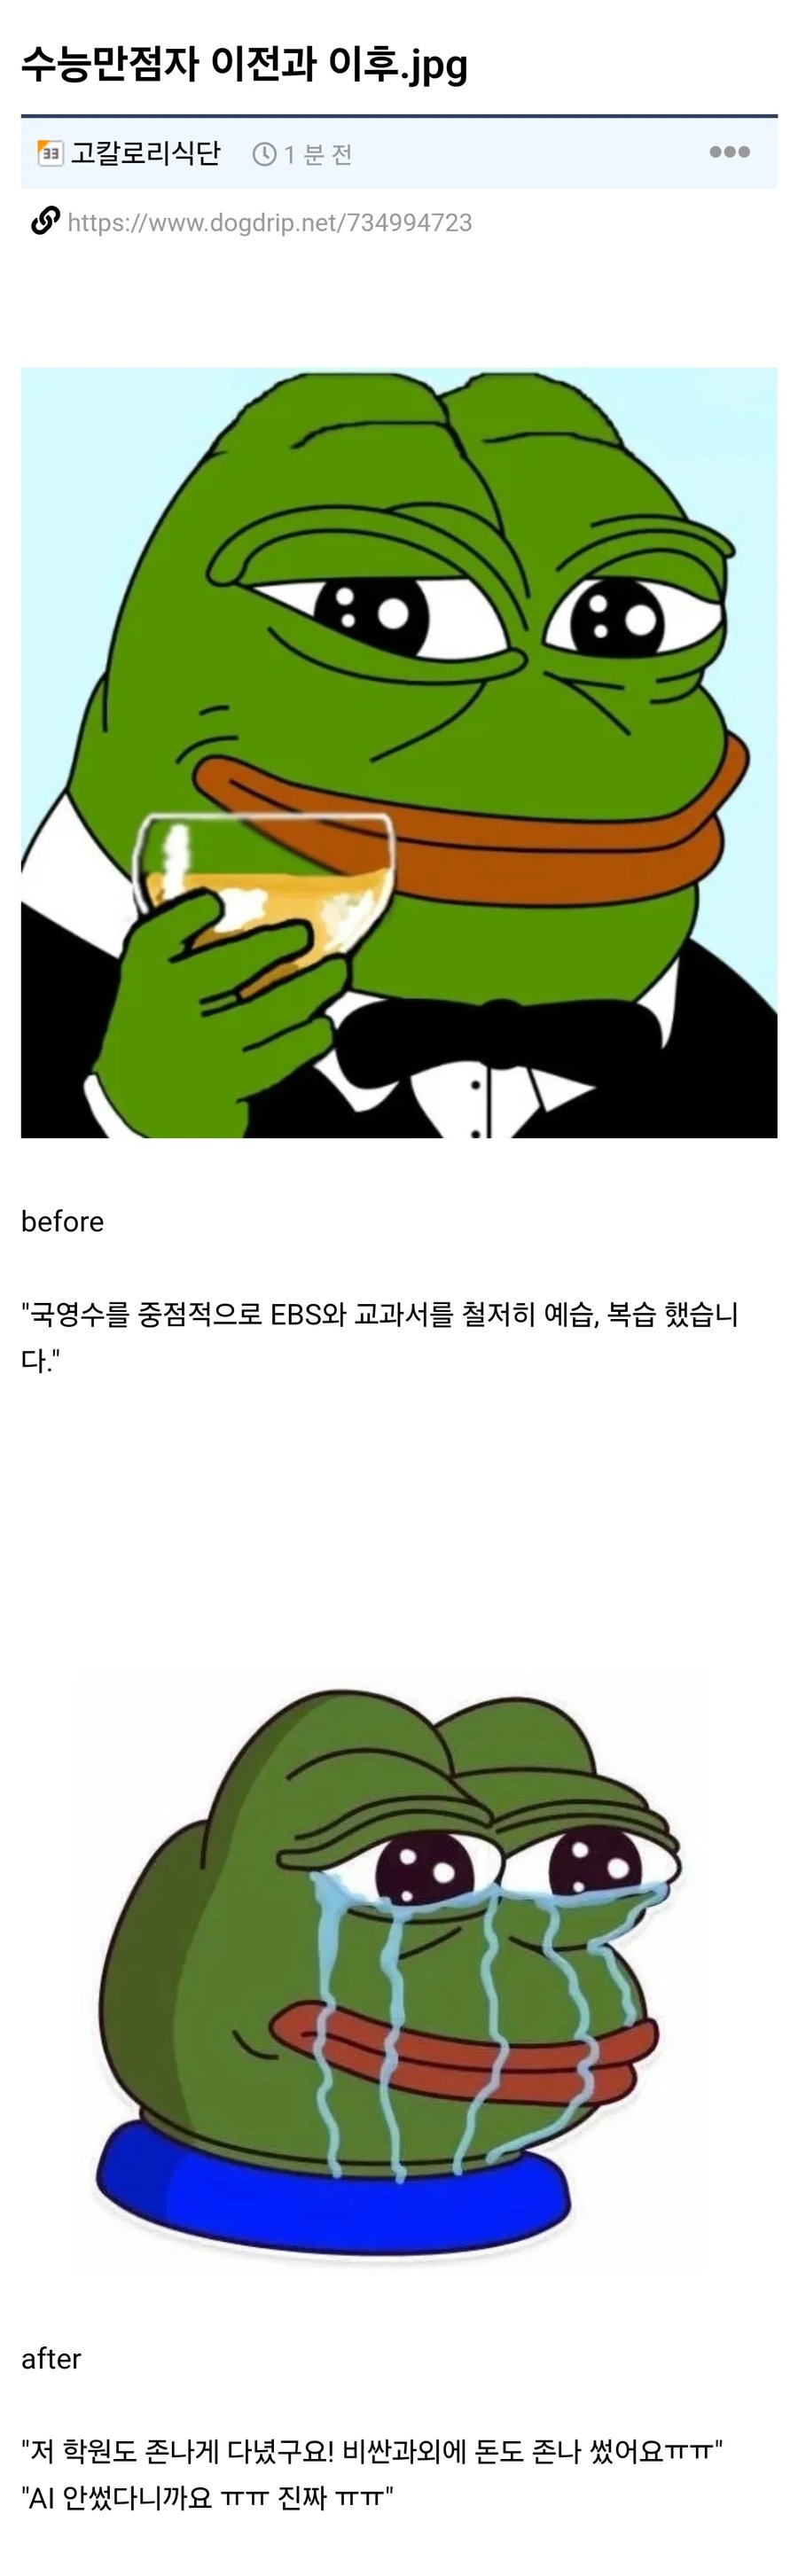 수능만점자 이전과 이후.jpg
33 고칼로리식단 1 분 전
https://www.dogdrip.net/734994723
before
"국영수를 중점적으로 EBS와 교과서를 철저히 예습, 복습 했습니
다."
after
"저 학원도 존나게 다녔구요! 비싼과외에 돈도 존나 썼어요ㅠㅠ"
"AI 안썼다니까요 ㅠㅠ 진짜 ㅠㅠ"